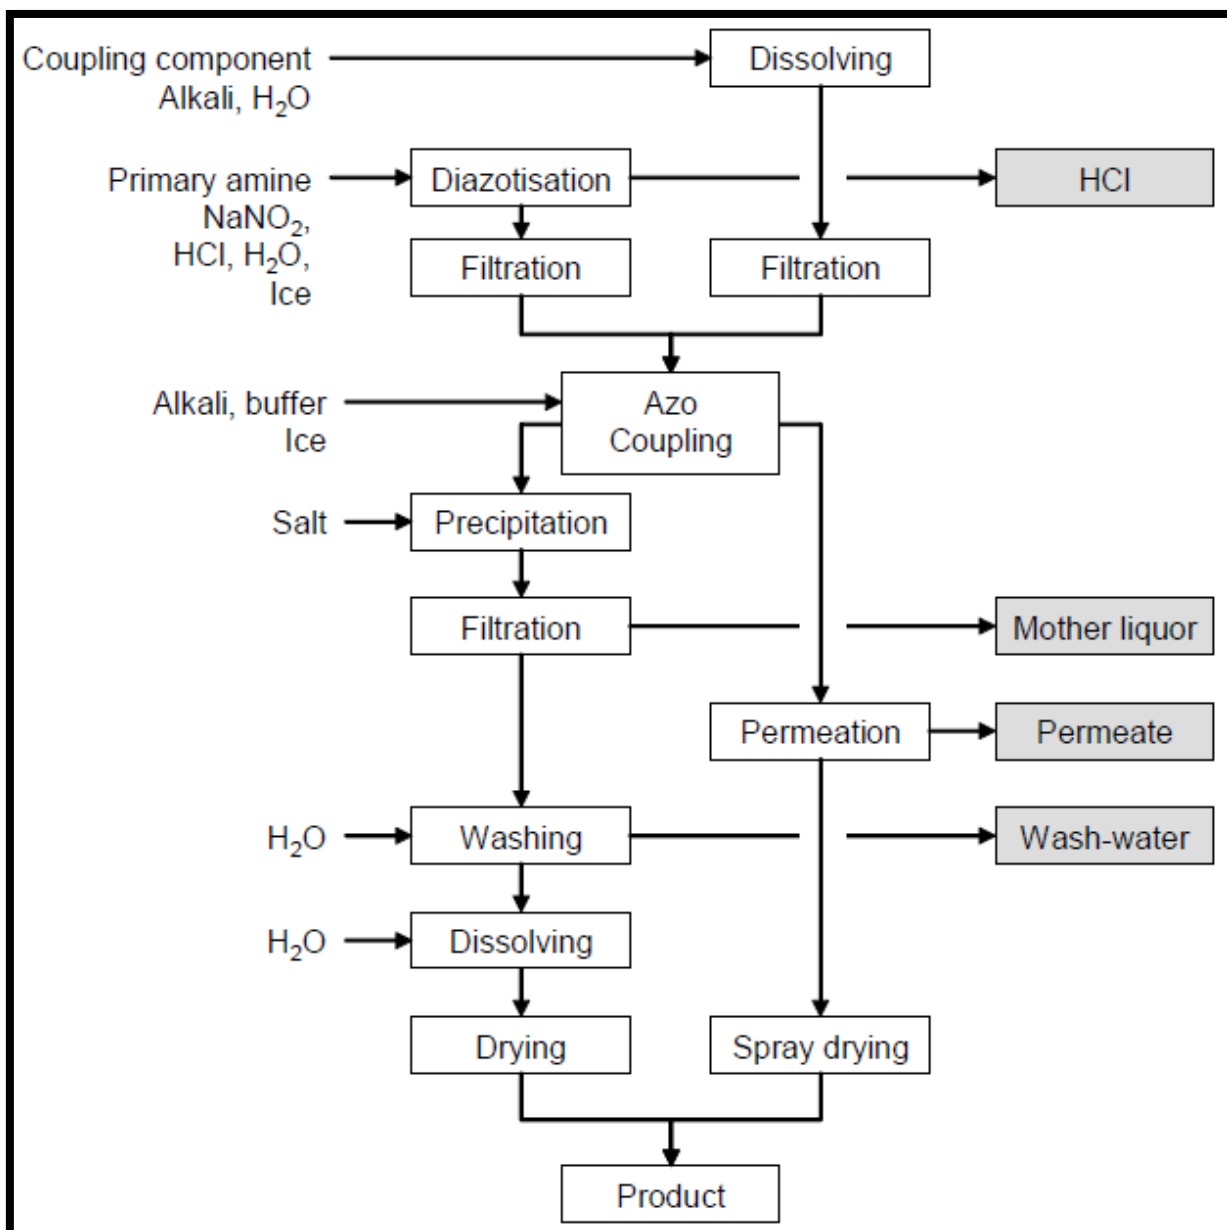 Coupling component
Alkali, H₂O
Dissolving
Primary amine
NaNO₂,
HCl, H₂O,
Ice
Diazotisation
HCl
Filtration
Filtration
Alkali, buffer
Ice
Azo
Coupling
Salt
Precipitation
Filtration
Mother liquor
Permeation
Permeate
H₂O
Washing
Wash-water
H₂O
Dissolving
Drying
Spray drying
Product